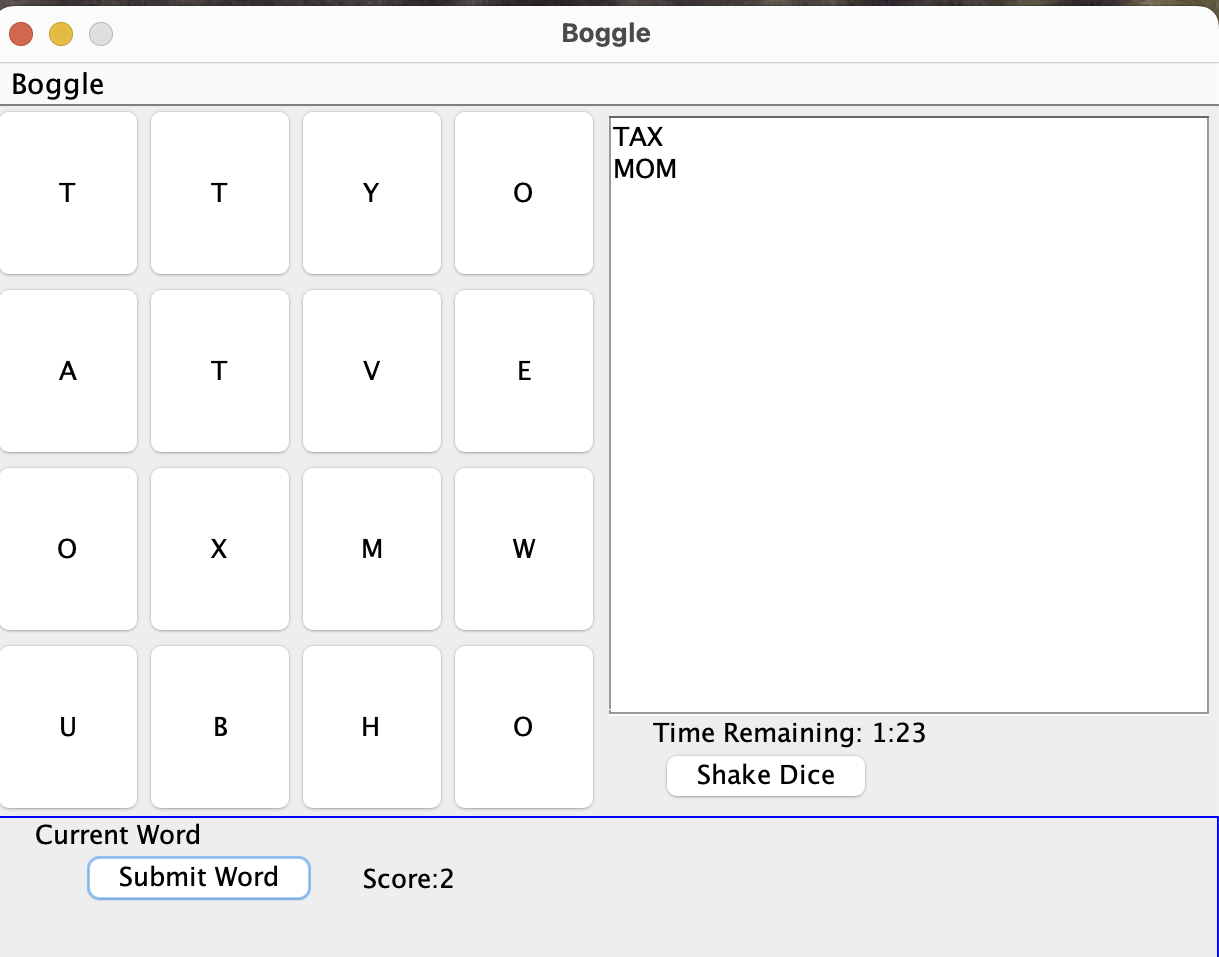 Boggle
Boggle
T T Y O
A T V E
O X M W
U B H O
TAX
MOM
Time Remaining: 1:23
Shake Dice
Current Word
Submit Word Score:2